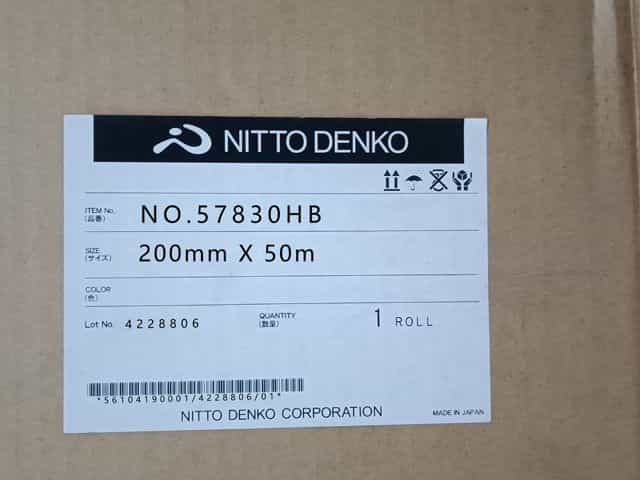 NITTO DENKO
ITEM No.
(品番)
NO.57830HB
SIZE
(サイズ)
200mm X 50m
COLOR
(色)
Lot No. 4228806
QUANTITY
(数量)
1 ROLL
*56104190001/4228806/01*
NITTO DENKO CORPORATION
MADE IN JAPAN